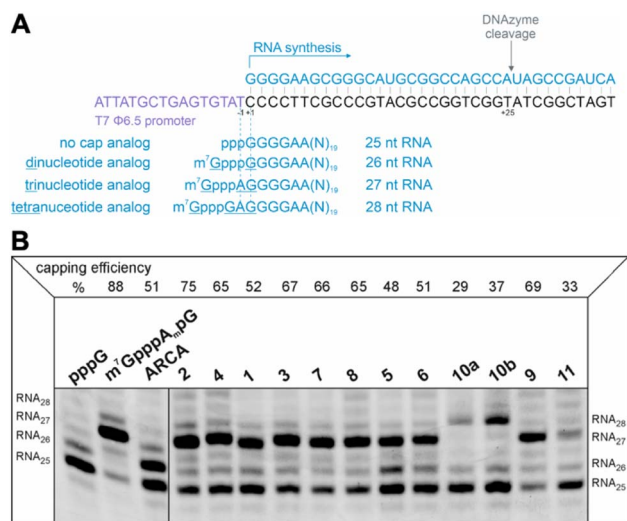 A
DNAzyme
cleavage
RNA synthesis
GGGGAAGCGGGCAUGCGGCCAGCCAUAGCCGAUCA
ATTATGCTGAGTGTATCCCCTTCGCCCGTACGCCGGTCGGTATCGGCTAGT
T7 Φ6.5 promoter
-1 +1
+25
no cap analog pppGGGGAA(N)19 25 nt RNA
dinucleotide analog m7GpppGGGGAA(N)19 26 nt RNA
trinucleotide analog m7GpppAGGGGAA(N)19 27 nt RNA
tetranuceotide analog m7GpppGAGGGGAA(N)19 28 nt RNA
B
capping efficiency
% 88 51 75 65 52 67 66 65 48 51 29 37 69 33
pppG m7GpppAmpG ARCA 2 4 1 3 7 8 5 6 10a 10b 9 11
RNA28 RNA28
RNA27 RNA27
RNA26 RNA26
RNA25 RNA25